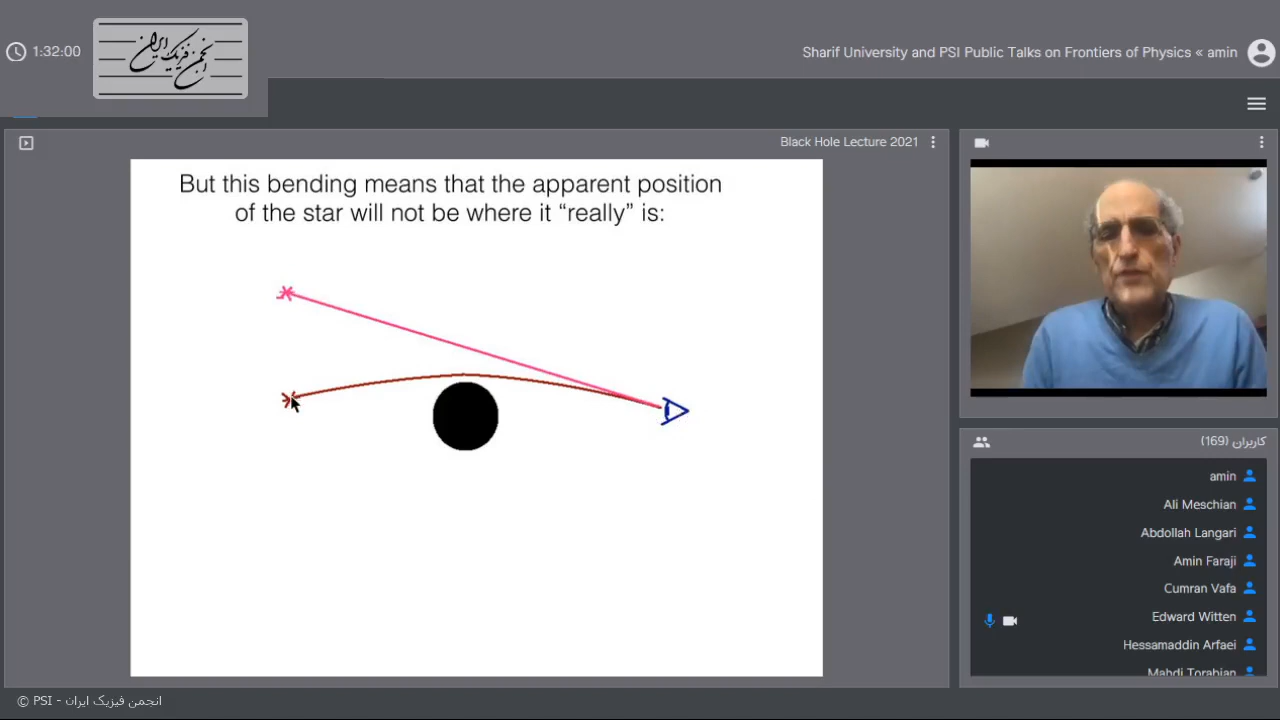 1:32:00
انجمن فیزیک ایران
Sharif University and PSI Public Talks on Frontiers of Physics « amin
Black Hole Lecture 2021
But this bending means that the apparent position
of the star will not be where it “really” is:
کاربران (169)
amin
Ali Meschian
Abdollah Langari
Amin Faraji
Cumran Vafa
Edward Witten
Hessamaddin Arfaei
Mahdi Torabian
© PSI - انجمن فیزیک ایران